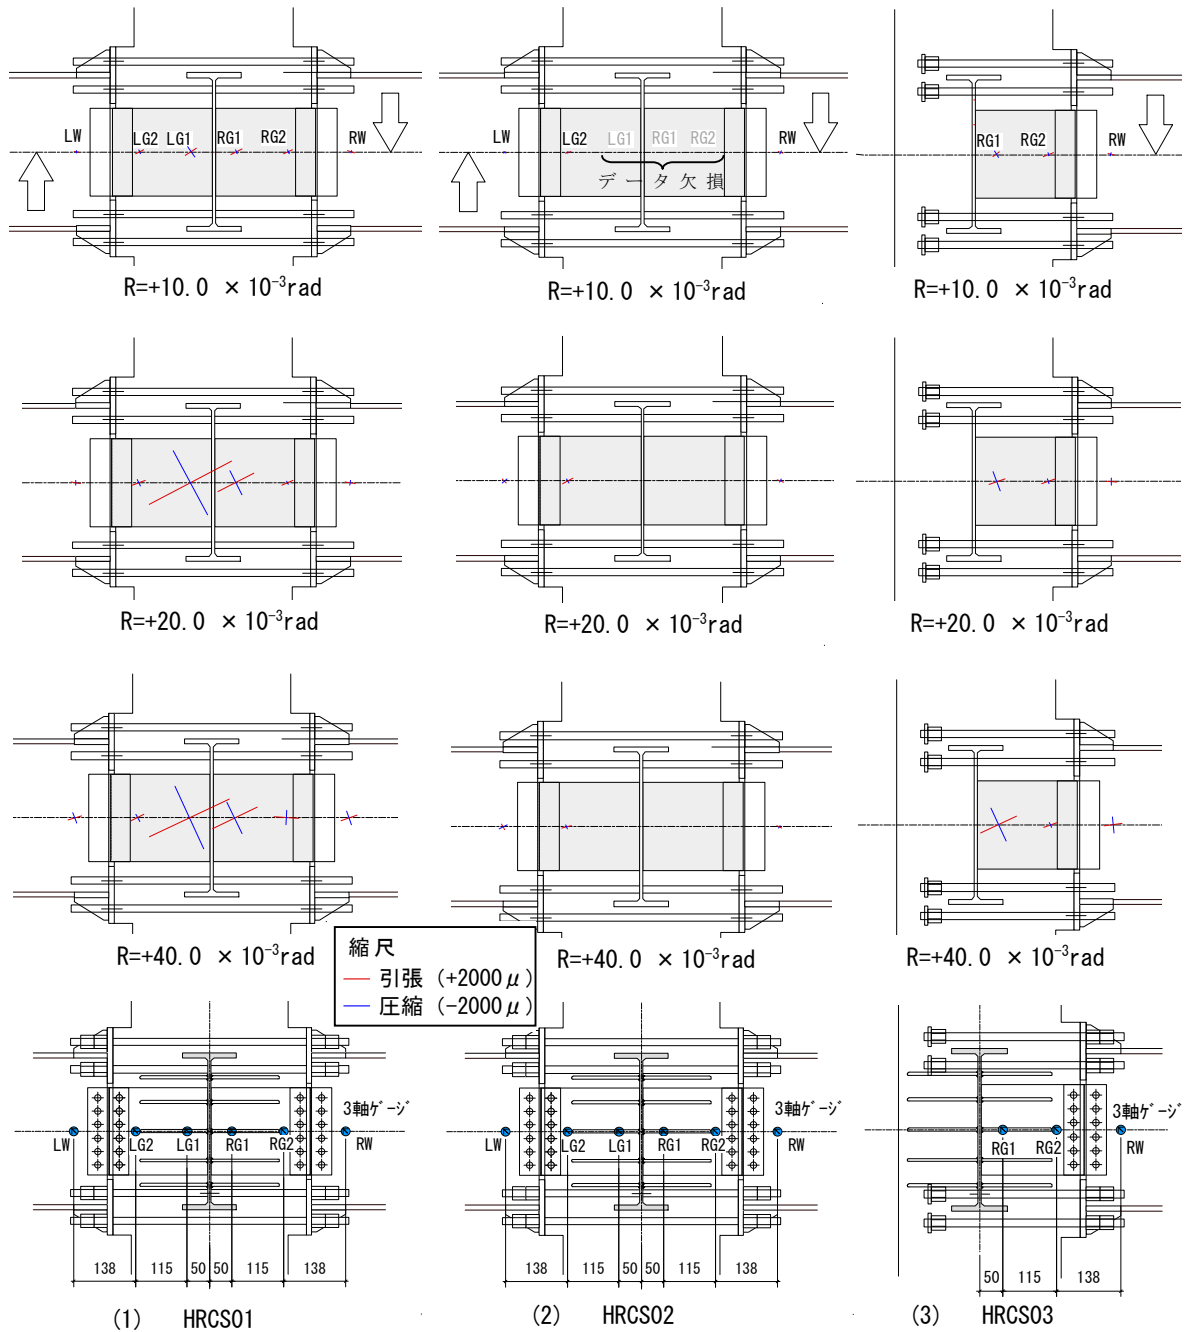 LW LG2 LG1 RG1 RG2 RW
LW LG2 LG1 RG1 RG2 RW
データ欠損
RG1 RG2 RW
R=+10.0 × 10⁻³rad
R=+10.0 × 10⁻³rad
R=+10.0 × 10⁻³rad
R=+20.0 × 10⁻³rad
R=+20.0 × 10⁻³rad
R=+20.0 × 10⁻³rad
R=+40.0 × 10⁻³rad
R=+40.0 × 10⁻³rad
R=+40.0 × 10⁻³rad
縮尺
引張 (+2000μ)
圧縮 (-2000μ)
3軸ゲージ
LW LG2 LG1 RG1 RG2 RW
138 115 50 50 115 138
3軸ゲージ
LW LG2 LG1 RG1 RG2 RW
138 115 50 50 115 138
3軸ゲージ
RG1 RG2 RW
50 115 138
(1) HRCS01
(2) HRCS02
(3) HRCS03